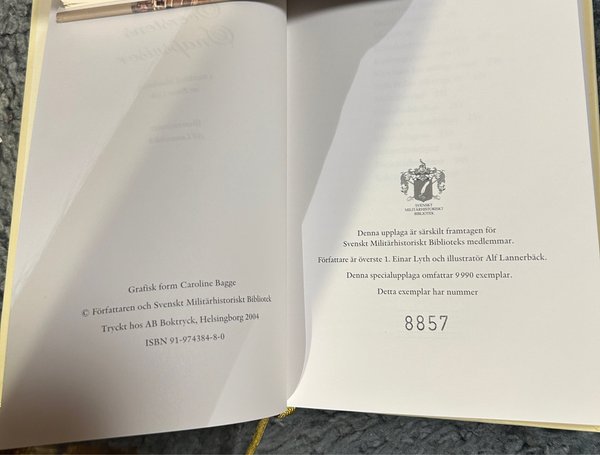 Grafisk form Caroline Bagge
© Författaren och Svenskt Militärhistoriskt Bibliotek
Tryckt hos AB Boktryck, Helsingborg 2004
ISBN 91-974384-8-0
SVENSKT
MILITÄRHISTORISKT
BIBLIOTEK
Denna upplaga är särskilt framtagen för
Svenskt Militärhistoriskt Biblioteks medlemmar.
Författare är överste 1. Einar Lyth och illustratör Alf Lannerbäck.
Denna specialupplaga omfattar 9 990 exemplar.
Detta exemplar har nummer
8857